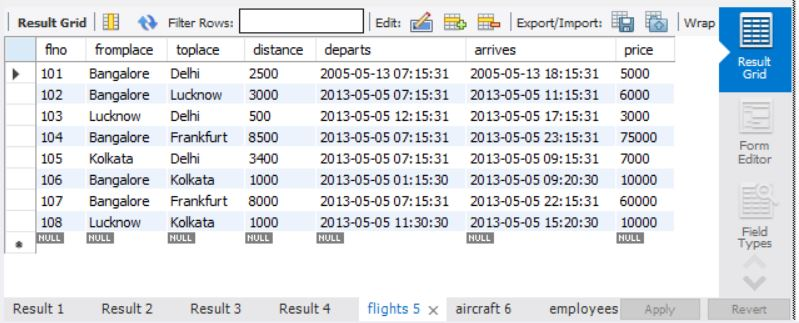 Result Grid Filter Rows: Edit: Export/Import: Wrap
flno fromplace toplace distance departs arrives price
101 Bangalore Delhi 2500 2005-05-13 07:15:31 2005-05-13 18:15:31 5000
102 Bangalore Lucknow 3000 2013-05-05 07:15:31 2013-05-05 11:15:31 6000
103 Lucknow Delhi 500 2013-05-05 12:15:31 2013-05-05 17:15:31 3000
104 Bangalore Frankfurt 8500 2013-05-05 07:15:31 2013-05-05 23:15:31 75000
105 Kolkata Delhi 3400 2013-05-05 07:15:31 2013-05-05 09:15:31 7000
106 Bangalore Kolkata 1000 2013-05-05 01:15:30 2013-05-05 09:20:30 10000
107 Bangalore Frankfurt 8000 2013-05-05 07:15:31 2013-05-05 22:15:31 60000
108 Lucknow Kolkata 1000 2013-05-05 11:30:30 2013-05-05 15:20:30 10000
NULL NULL NULL NULL NULL NULL NULL
Result
Grid
Form
Editor
Field
Types
Result 1 Result 2 Result 3 Result 4 flights 5 aircraft 6 employees Apply Revert